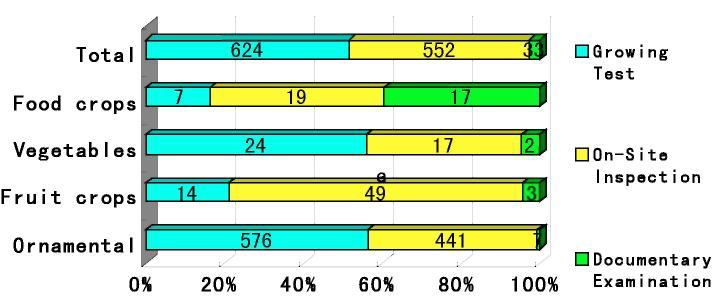 Total 624 552 33
Food crops 7 19 17
Vegetables 24 17 2
Fruit crops 14 49 3
Ornamental 576 441 7
0% 20% 40% 60% 80% 100%
Growing
Test
On-Site
Inspection
Documentary
Examination